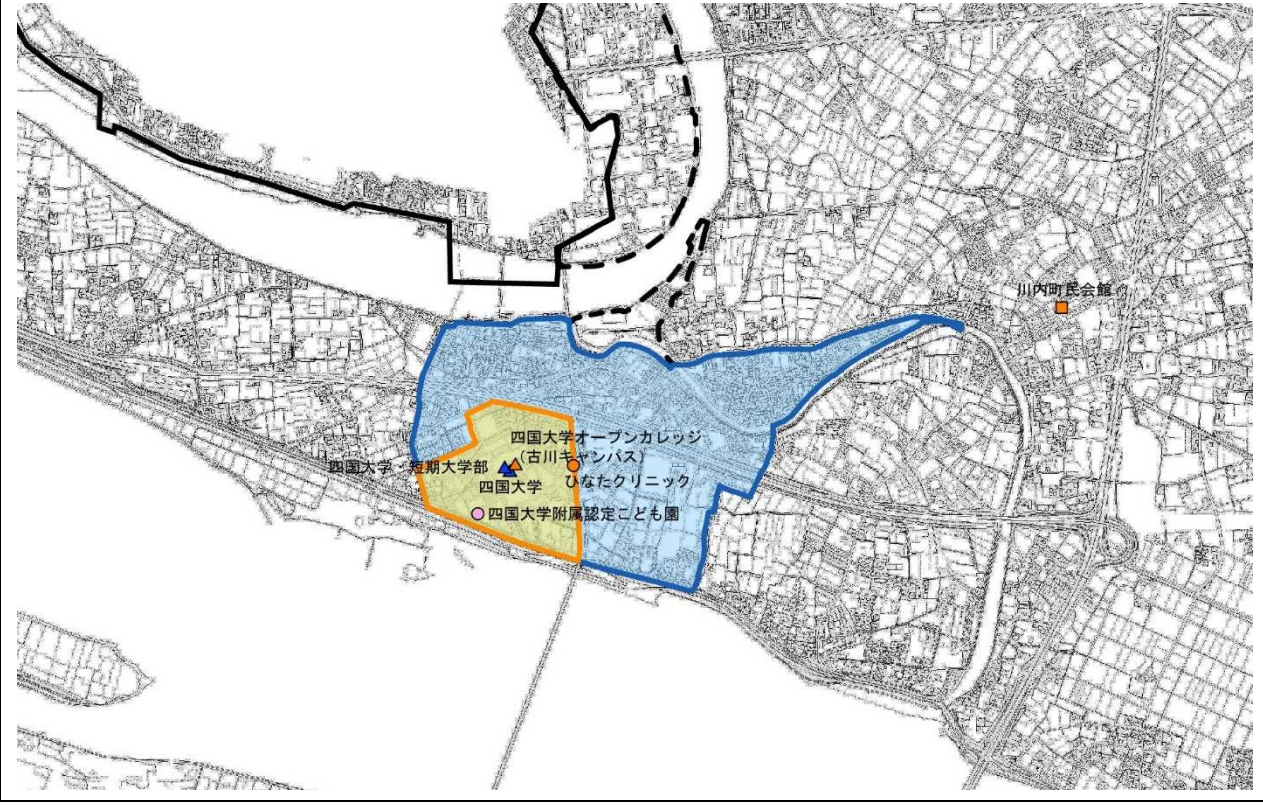 川内町民会館
四国大学オープンカレッジ
(古川キャンパス)
四国大学・短期大学部
ひなたクリニック
四国大学
四国大学附属認定こども園